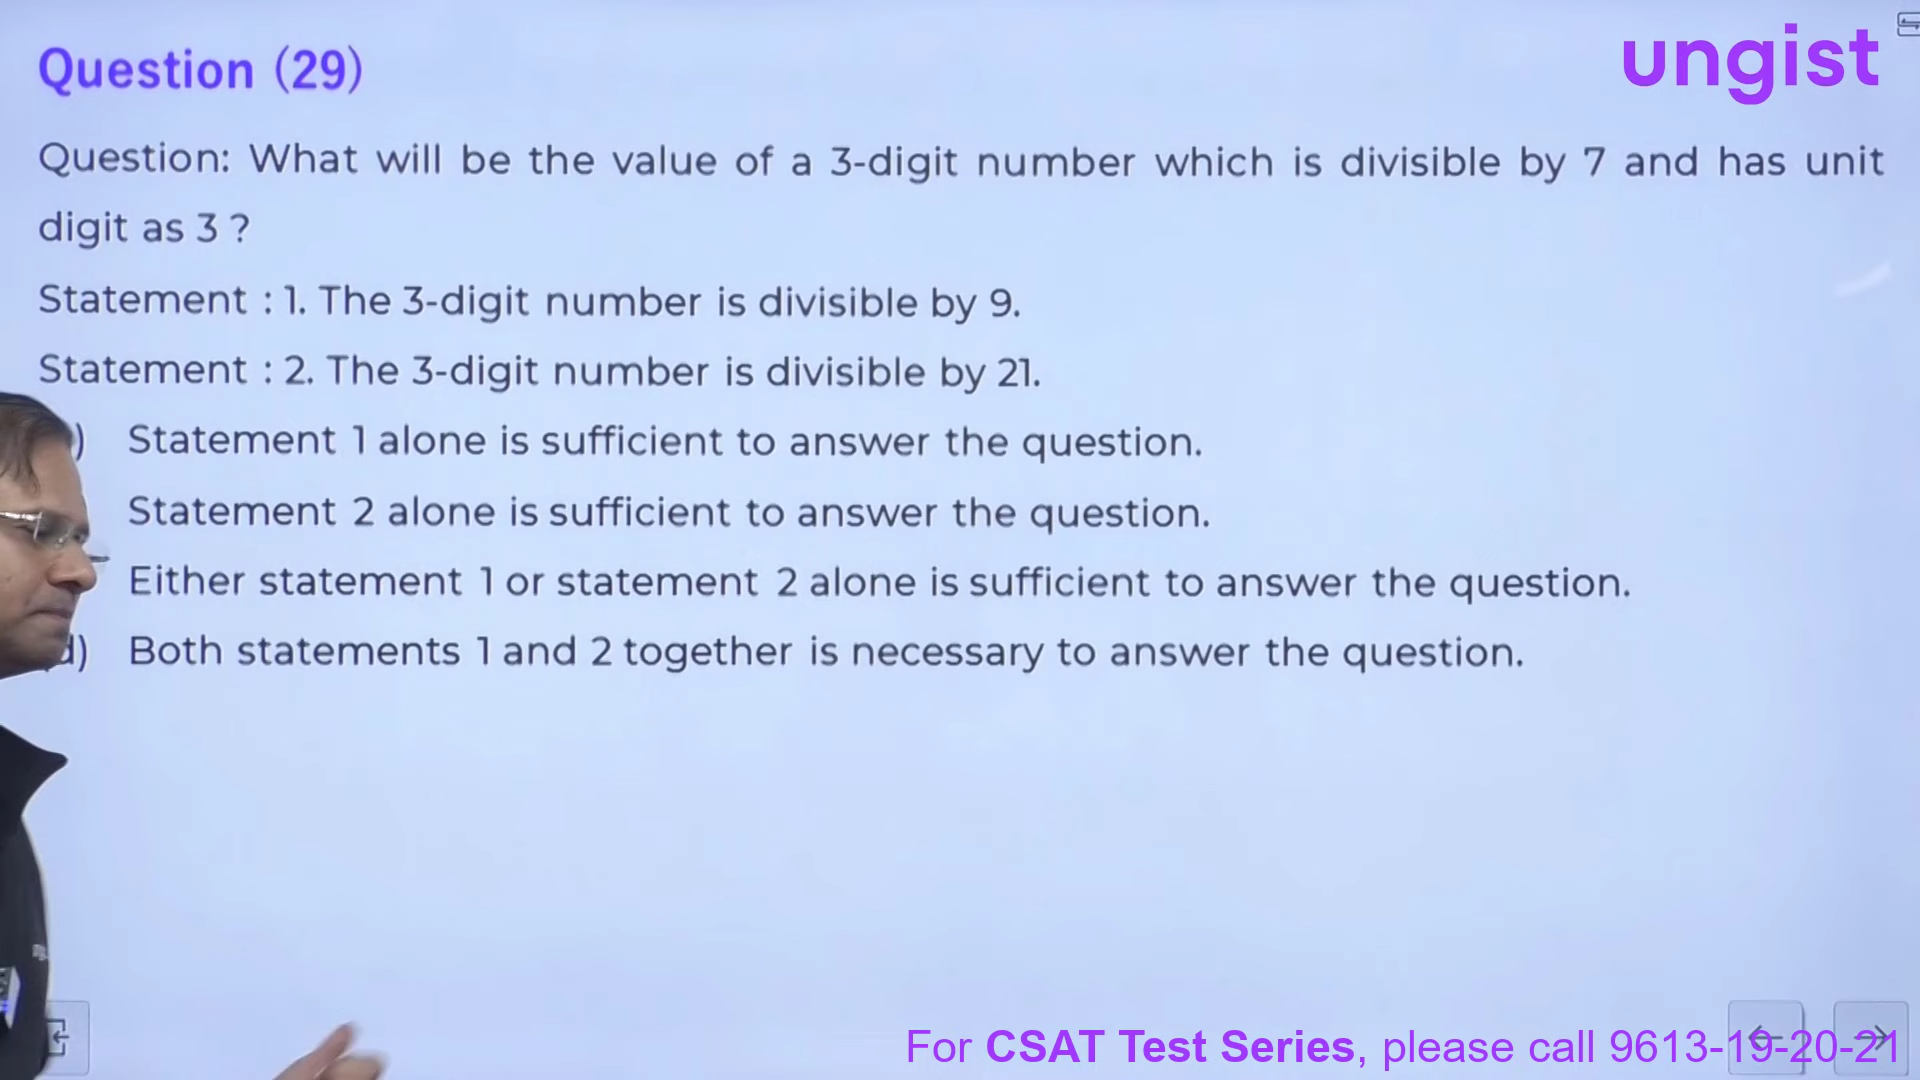 Question (29)
ungist
Question: What will be the value of a 3-digit number which is divisible by 7 and has unit
digit as 3 ?
Statement : 1. The 3-digit number is divisible by 9.
Statement : 2. The 3-digit number is divisible by 21.
) Statement 1 alone is sufficient to answer the question.
Statement 2 alone is sufficient to answer the question.
Either statement 1 or statement 2 alone is sufficient to answer the question.
d) Both statements 1 and 2 together is necessary to answer the question.
For CSAT Test Series, please call 9613-19-20-21